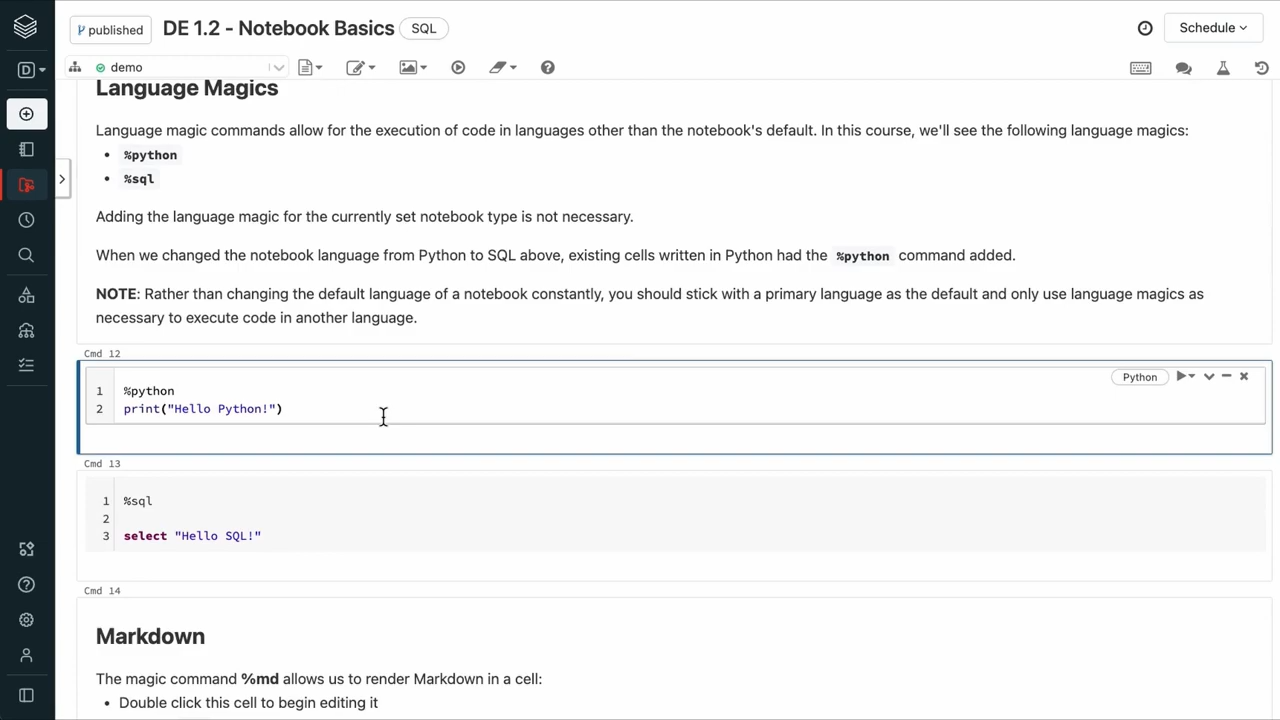 published
DE 1.2 - Notebook Basics
SQL
Schedule
D
demo
Language Magics
Language magic commands allow for the execution of code in languages other than the notebook's default. In this course, we'll see the following language magics:
• %python
• %sql
Adding the language magic for the currently set notebook type is not necessary.
When we changed the notebook language from Python to SQL above, existing cells written in Python had the %python command added.
NOTE: Rather than changing the default language of a notebook constantly, you should stick with a primary language as the default and only use language magics as
necessary to execute code in another language.
Cmd 12
Python
1 %python
2 print("Hello Python!")
Cmd 13
1 %sql
2
3 select "Hello SQL!"
Cmd 14
Markdown
The magic command %md allows us to render Markdown in a cell:
• Double click this cell to begin editing it